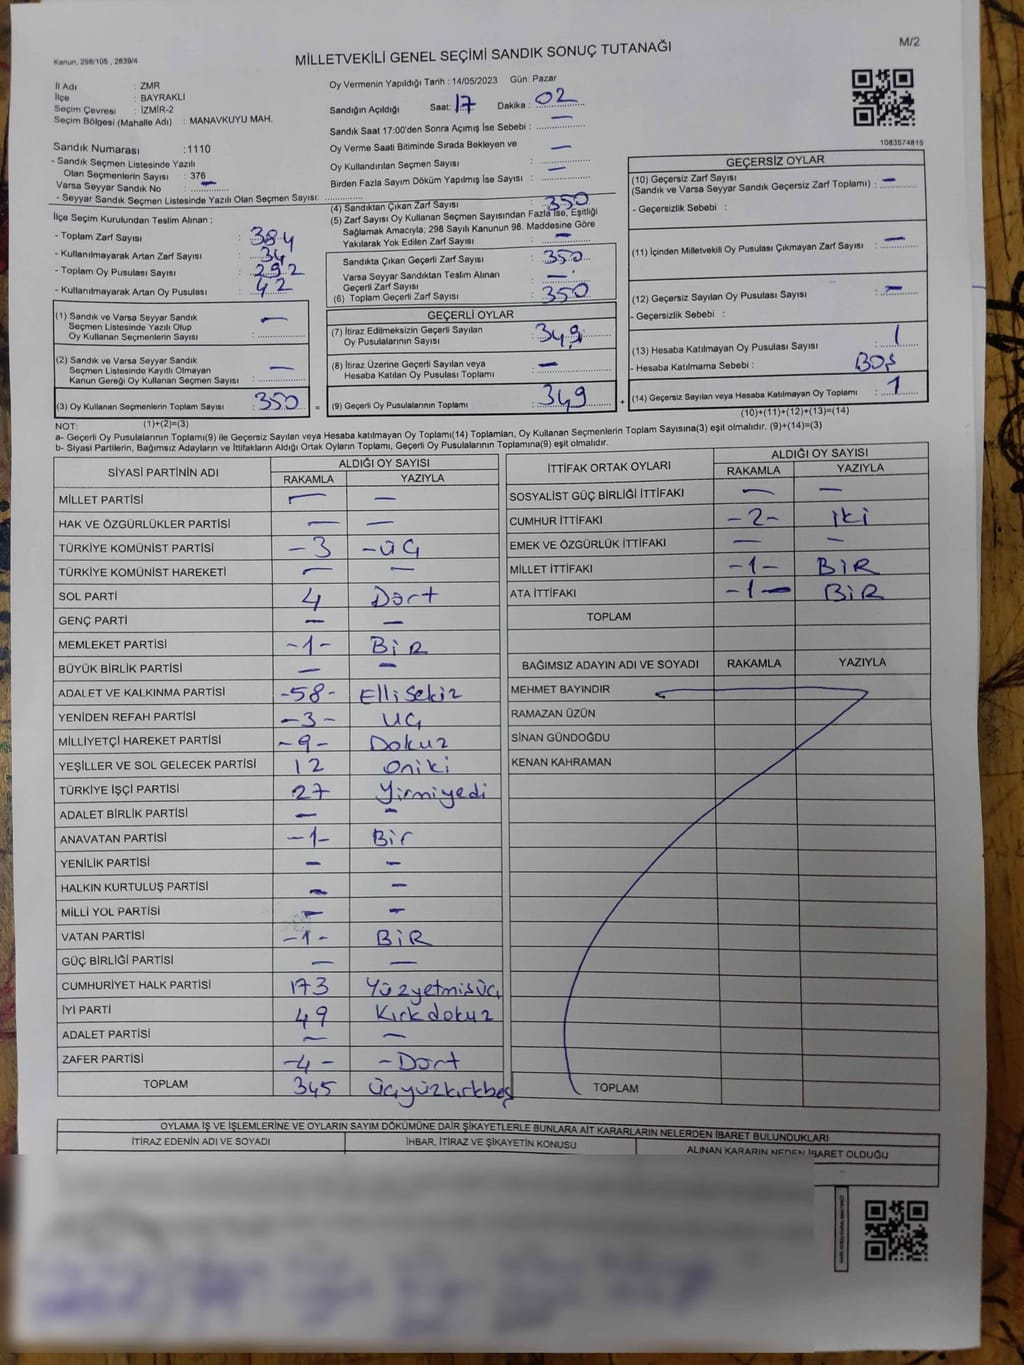 Kanun, 298/105 , 2839/4
MİLLETVEKİLİ GENEL SEÇİMİ SANDIK SONUÇ TUTANAĞI
M/2
İl Adı : ZMR
İlçe : BAYRAKLI
Seçim Çevresi : İZMİR-2
Seçim Bölgesi (Mahalle Adı) : MANAVKUYU MAH.
Sandık Numarası :1110
- Sandık Seçmen Listesinde Yazılı
Olan Seçmenlerin Sayısı : 376
Varsa Seyyar Sandık No : —
- Seyyar Sandık Seçmen Listesinde Yazılı Olan Seçmen Sayısı:
Oy Vermenin Yapıldığı Tarih : 14/05/2023 Gün: Pazar
Sandığın Açıldığı Saat: 17 Dakika : 02
Sandık Saat 17:00'den Sonra Açımış İse Sebebi : —
Oy Verme Saati Bitiminde Sırada Bekleyen ve
Oy Kullandırılan Seçmen Sayısı : —
Birden Fazla Sayım Döküm Yapılmış İse Sayısı : —
1083574815
İlçe Seçim Kurulundan Teslim Alınan ;
- Toplam Zarf Sayısı : 384
- Kullanılmayarak Artan Zarf Sayısı : 34
- Toplam Oy Pusulası Sayısı : 292
- Kullanılmayarak Artan Oy Pusulası : 42
(1) Sandık ve Varsa Seyyar Sandık
Seçmen Listesinde Yazılı Olup
Oy Kullanan Seçmenlerin Sayısı : —
(2) Sandık ve Varsa Seyyar Sandık
Seçmen Listesinde Kayıtlı Olmayan
Kanun Gereği Oy Kullanan Seçmen Sayısı : —
(3) Oy Kullanan Seçmenlerin Toplam Sayısı : 350
(4) Sandıktan Çıkan Zarf Sayısı : 350
(5) Zarf Sayısı Oy Kullanan Seçmen Sayısından Fazla İse, Eşitliği
Sağlamak Amacıyla; 298 Sayılı Kanunun 98. Maddesine Göre
Yakılarak Yok Edilen Zarf Sayısı : —
Sandıkta Çıkan Geçerli Zarf Sayısı : 350
Varsa Seyyar Sandıktan Teslim Alınan
Geçerli Zarf Sayısı : —
(6) Toplam Geçerli Zarf Sayısı : 350
GEÇERLİ OYLAR
(7) İtiraz Edilmeksizin Geçerli Sayılan
Oy Pusulalarının Sayısı : 349
(8) İtiraz Üzerine Geçerli Sayılan veya
Hesaba Katılan Oy Pusulası Toplamı : —
= (9) Geçerli Oy Pusulalarının Toplamı : 349 +
GEÇERSİZ OYLAR
(10) Geçersiz Zarf Sayısı
(Sandık ve Varsa Seyyar Sandık Geçersiz Zarf Toplamı) : —
- Geçersizlik Sebebi :
(11) İçinden Milletvekili Oy Pusulası Çıkmayan Zarf Sayısı : —
(12) Geçersiz Sayılan Oy Pusulası Sayısı : —
- Geçersizlik Sebebi :
(13) Hesaba Katılmayan Oy Pusulası Sayısı : 1
- Hesaba Katılmama Sebebi : BOŞ
(14) Geçersiz Sayılan veya Hesaba Katılmayan Oy Toplamı : 1
NOT: (1)+(2)=(3)
(10)+(11)+(12)+(13)=(14)
a- Geçerli Oy Pusulalarının Toplamı(9) ile Geçersiz Sayılan veya Hesaba katılmayan Oy Toplamı(14) Toplamları, Oy Kullanan Seçmenlerin Toplam Sayısına(3) eşit olmalıdır. (9)+(14)=(3)
b- Siyasi Partilerin, Bağımsız Adayların ve İttifakların Aldığı Ortak Oyların Toplamı, Geçerli Oy Pusulalarının Toplamına(9) eşit olmalıdır.
SİYASİ PARTİNİN ADI ALDIĞI OY SAYISI
RAKAMLA YAZIYLA
MİLLET PARTİSİ — —
HAK VE ÖZGÜRLÜKLER PARTİSİ — —
TÜRKİYE KOMÜNİST PARTİSİ -3 -ÜÇ
TÜRKİYE KOMÜNİST HAREKETİ — —
SOL PARTİ 4 Dört
GENÇ PARTİ — —
MEMLEKET PARTİSİ -1- BiR
BÜYÜK BİRLİK PARTİSİ — —
ADALET VE KALKINMA PARTİSİ -58- Elli Sekiz
YENİDEN REFAH PARTİSİ -3- UÇ
MİLLİYETÇİ HAREKET PARTİSİ -9- Dokuz
YEŞİLLER VE SOL GELECEK PARTİSİ 12 Oniki
TÜRKİYE İŞÇİ PARTİSİ 27 Yirmiyedi
ADALET BİRLİK PARTİSİ — —
ANAVATAN PARTİSİ -1- Bir
YENİLİK PARTİSİ — —
HALKIN KURTULUŞ PARTİSİ — —
MİLLİ YOL PARTİSİ — —
VATAN PARTİSİ -1- BİR
GÜÇ BİRLİĞİ PARTİSİ — —
CUMHURİYET HALK PARTİSİ 173 Yüzyetmisüç
İYİ PARTİ 49 Kırkdokuz
ADALET PARTİSİ — —
ZAFER PARTİSİ -4- -Dört
TOPLAM 345 Üçyüzkırkbeş
İTTİFAK ORTAK OYLARI ALDIĞI OY SAYISI
RAKAMLA YAZIYLA
SOSYALİST GÜÇ BİRLİĞİ İTTİFAKI — —
CUMHUR İTTİFAKI -2- iki
EMEK VE ÖZGÜRLÜK İTTİFAKI — —
MİLLET İTTİFAKI -1- BİR
ATA İTTİFAKI -1- BİR
TOPLAM
BAĞIMSIZ ADAYIN ADI VE SOYADI RAKAMLA YAZIYLA
MEHMET BAYINDIR
RAMAZAN ÜZÜN
SİNAN GÜNDOĞDU
KENAN KAHRAMAN
TOPLAM
OYLAMA İŞ VE İŞLEMLERİNE VE OYLARIN SAYIM DÖKÜMÜNE DAİR ŞİKAYETLERLE BUNLARA AİT KARARLARIN NELERDEN İBARET BULUNDUKLARI
İTİRAZ EDENİN ADI VE SOYADI İHBAR, İTİRAZ VE ŞİKAYETİN KONUSU ALINAN KARARIN NEDEN İBARET OLDUĞU